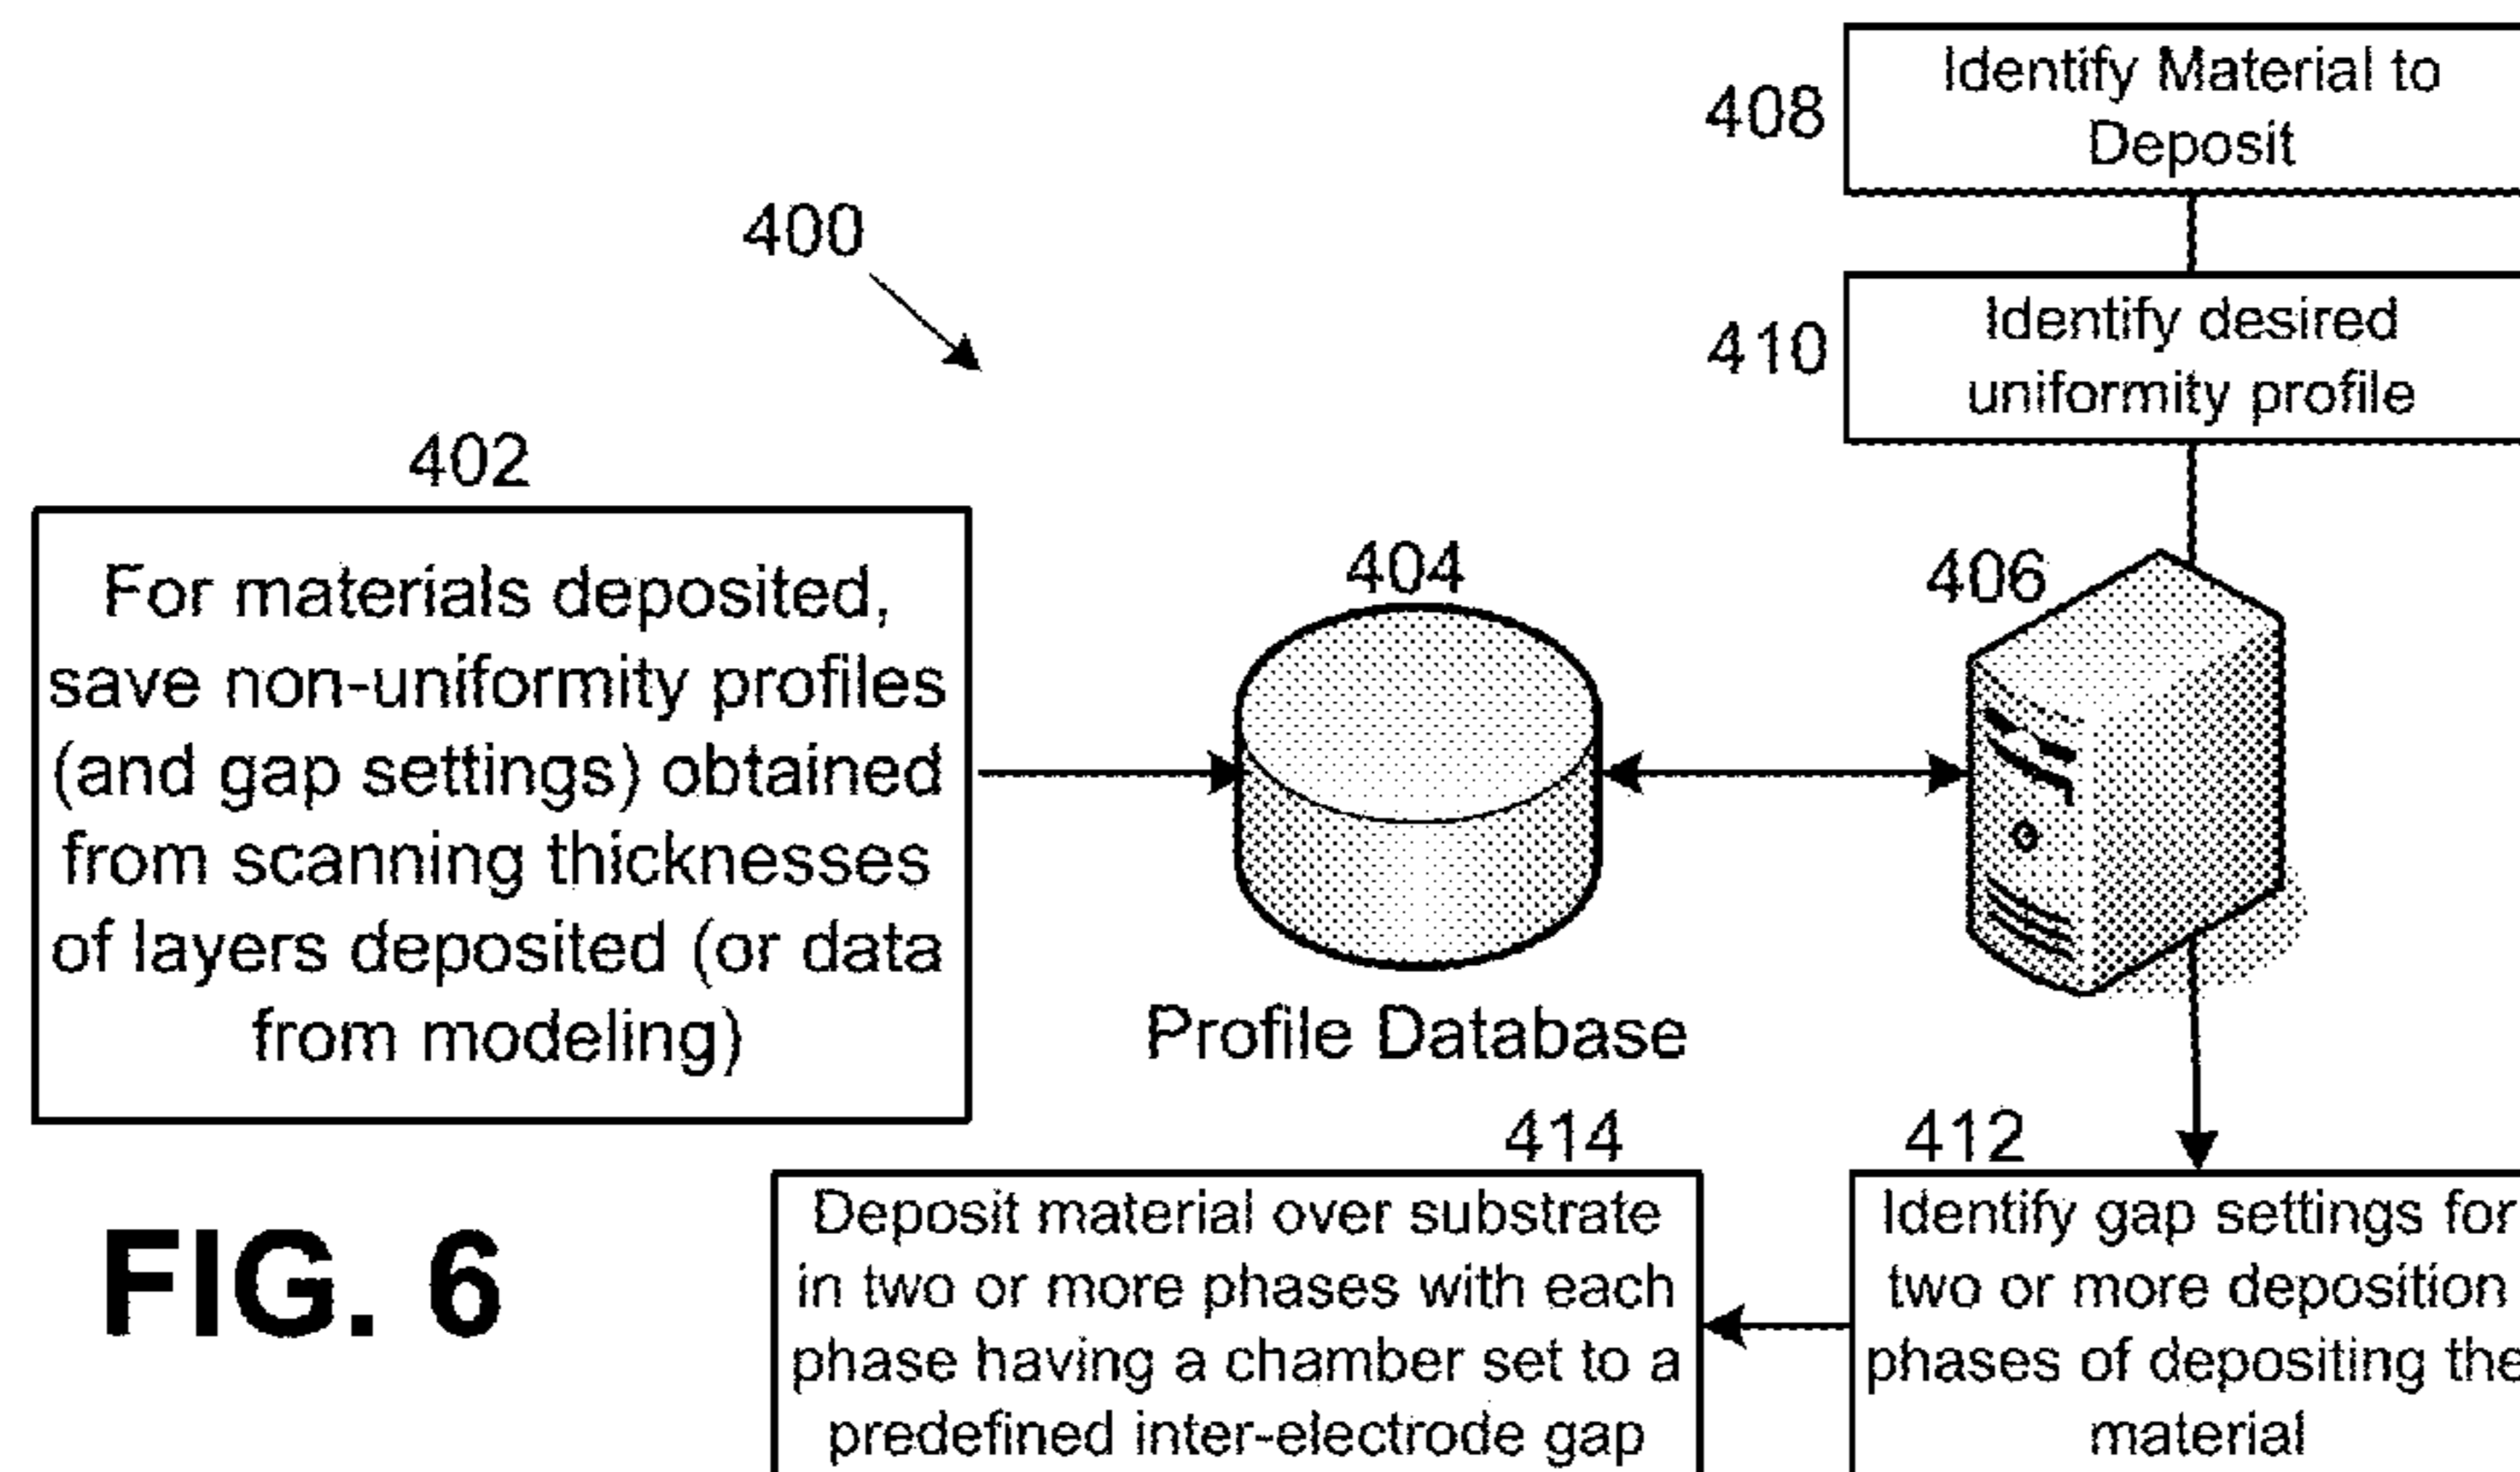 408
Identify Material to
Deposit
400
410
Identify desired
uniformity profile
402
For materials deposited,
save non-uniformity profiles
(and gap settings) obtained
from scanning thicknesses
of layers deposited (or data
from modeling)
404
Profile Database
406
412
Identify gap settings for
two or more deposition
phases of depositing the
material
414
Deposit material over substrate
in two or more phases with each
phase having a chamber set to a
predefined inter-electrode gap
FIG. 6